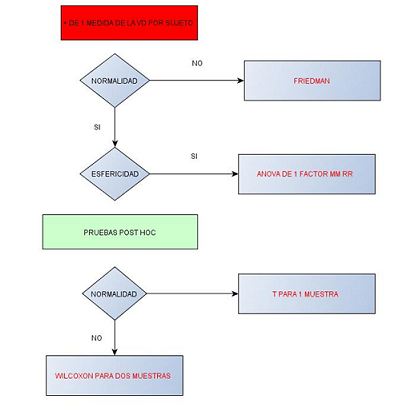 + DE 1 MEDIDA DE LA VD POR SUJETO
NO
NORMALIDAD
FRIEDMAN
SI
SI
ESFERICIDAD
ANOVA DE 1 FACTOR MM RR
PRUEBAS POST HOC
NORMALIDAD
T PARA 1 MUESTRA
NO
WILCOXON PARA DOS MUESTRAS